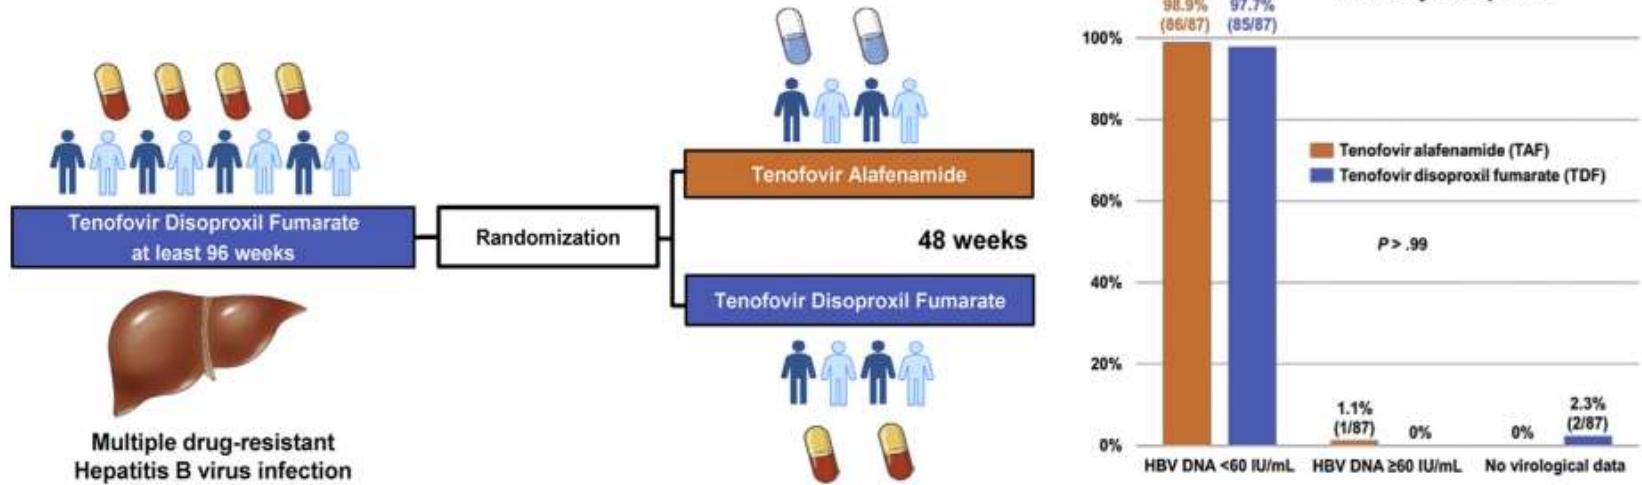 Tenofovir Disoproxil Fumarate
at least 96 weeks
Multiple drug-resistant
Hepatitis B virus infection
Randomization
Tenofovir Alafenamide
48 weeks
Tenofovir Disoproxil Fumarate
98.9%
(86/87)
97.7%
(85/87)
100%
80%
60%
40%
20%
0%
Tenofovir alafenamide (TAF)
Tenofovir disoproxil fumarate (TDF)
P > .99
1.1%
(1/87)
0%
0%
2.3%
(2/87)
HBV DNA <60 IU/mL
HBV DNA ≥60 IU/mL
No virological data